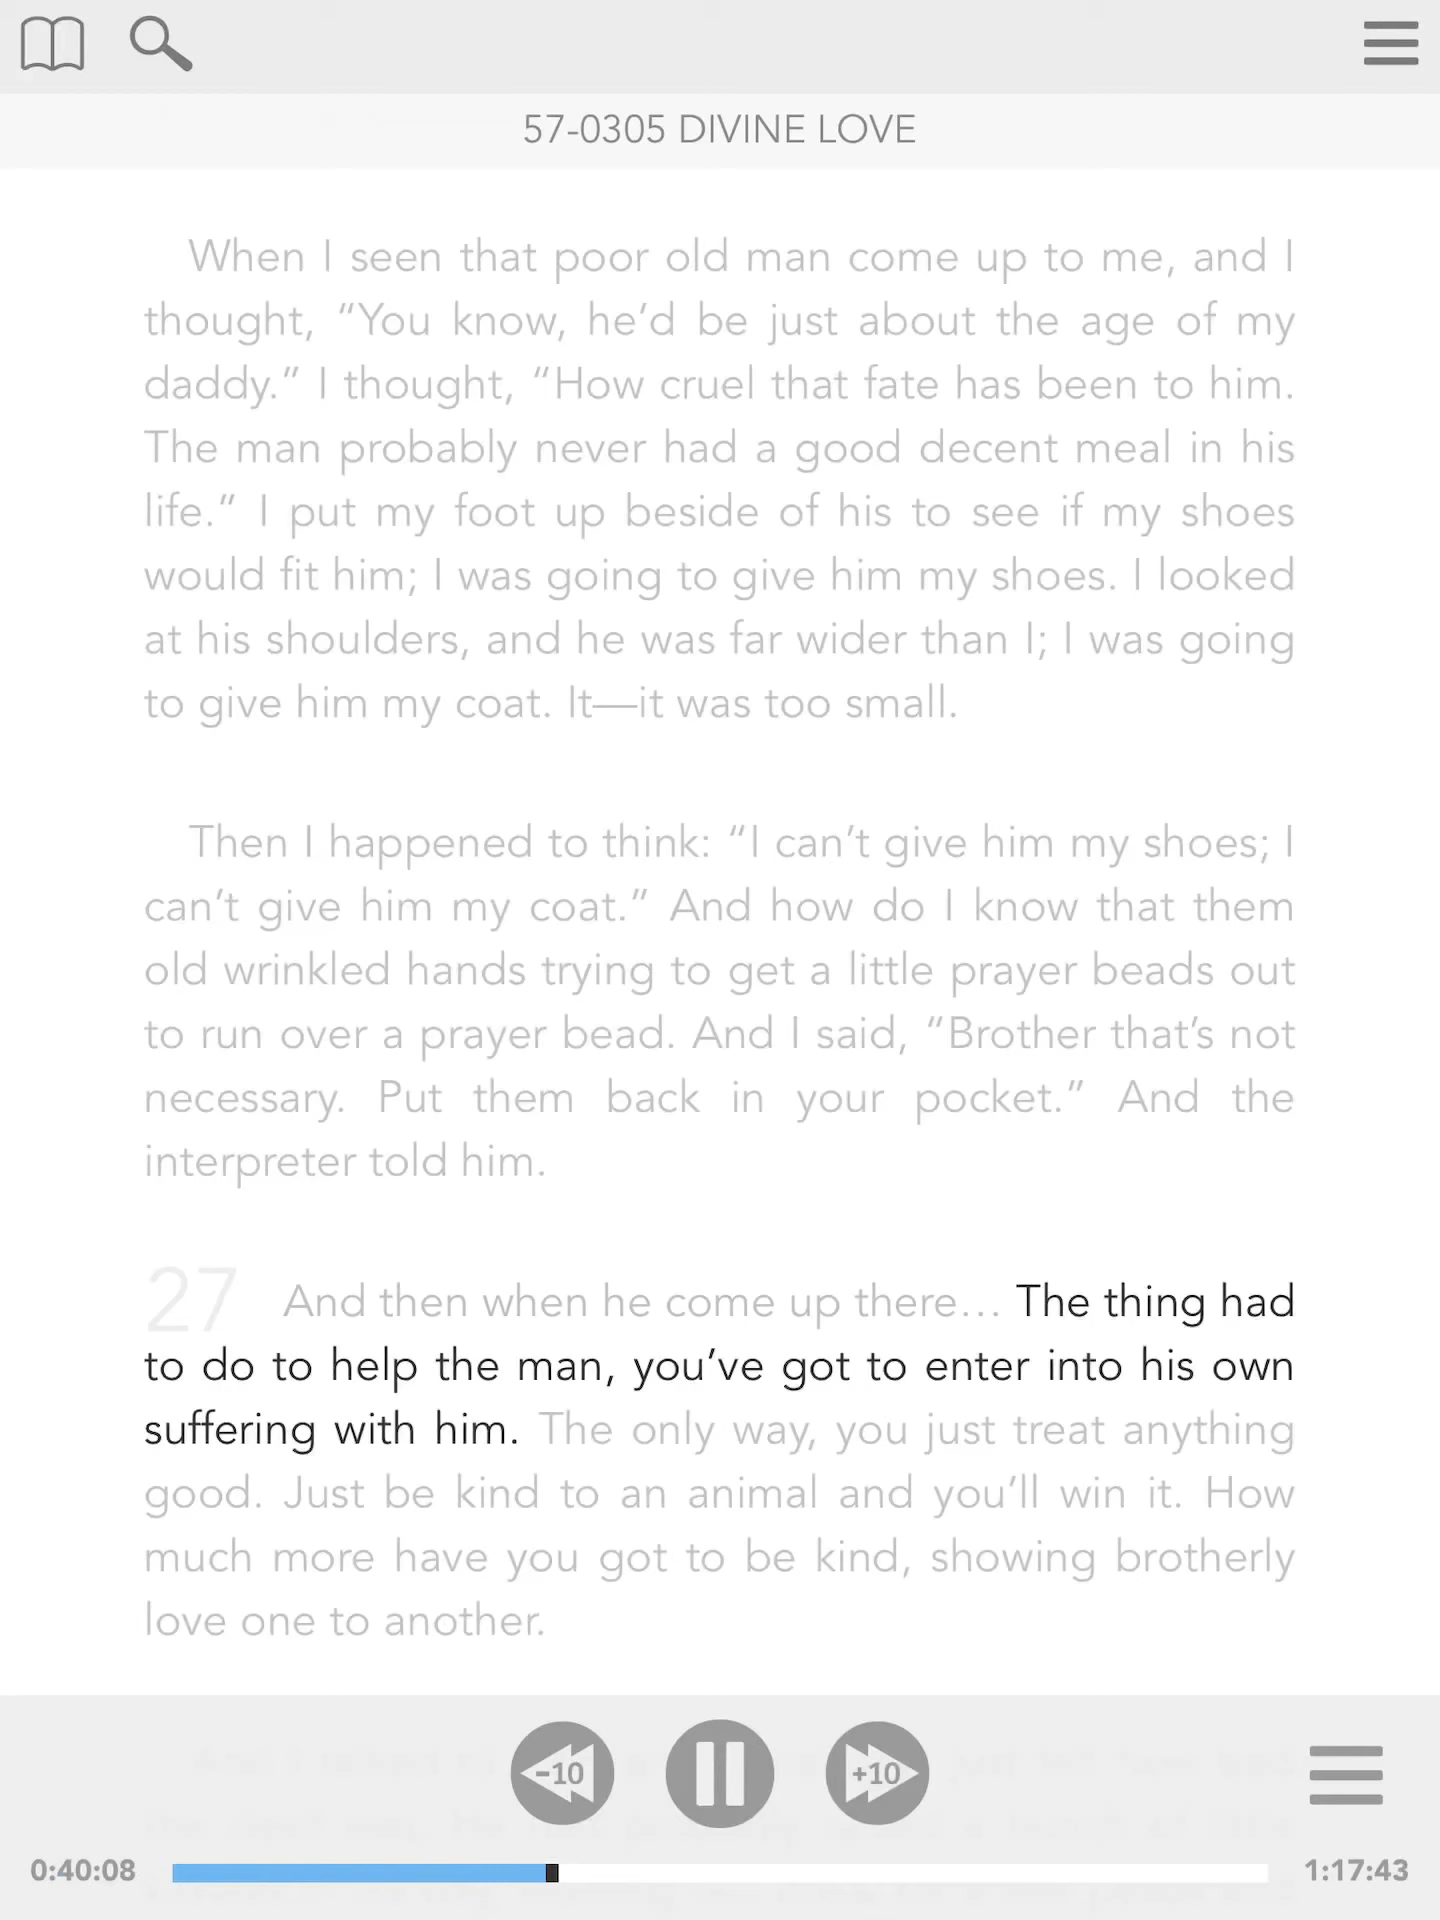 57-0305 DIVINE LOVE
When I seen that poor old man come up to me, and I
thought, “You know, he’d be just about the age of my
daddy.” I thought, “How cruel that fate has been to him.
The man probably never had a good decent meal in his
life.” I put my foot up beside of his to see if my shoes
would fit him; I was going to give him my shoes. I looked
at his shoulders, and he was far wider than I; I was going
to give him my coat. It—it was too small.
Then I happened to think: “I can’t give him my shoes; I
can’t give him my coat.” And how do I know that them
old wrinkled hands trying to get a little prayer beads out
to run over a prayer bead. And I said, “Brother that’s not
necessary. Put them back in your pocket.” And the
interpreter told him.
27 And then when he come up there… The thing had
to do to help the man, you’ve got to enter into his own
suffering with him. The only way, you just treat anything
good. Just be kind to an animal and you’ll win it. How
much more have you got to be kind, showing brotherly
love one to another.
-10 +10
0:40:08 1:17:43